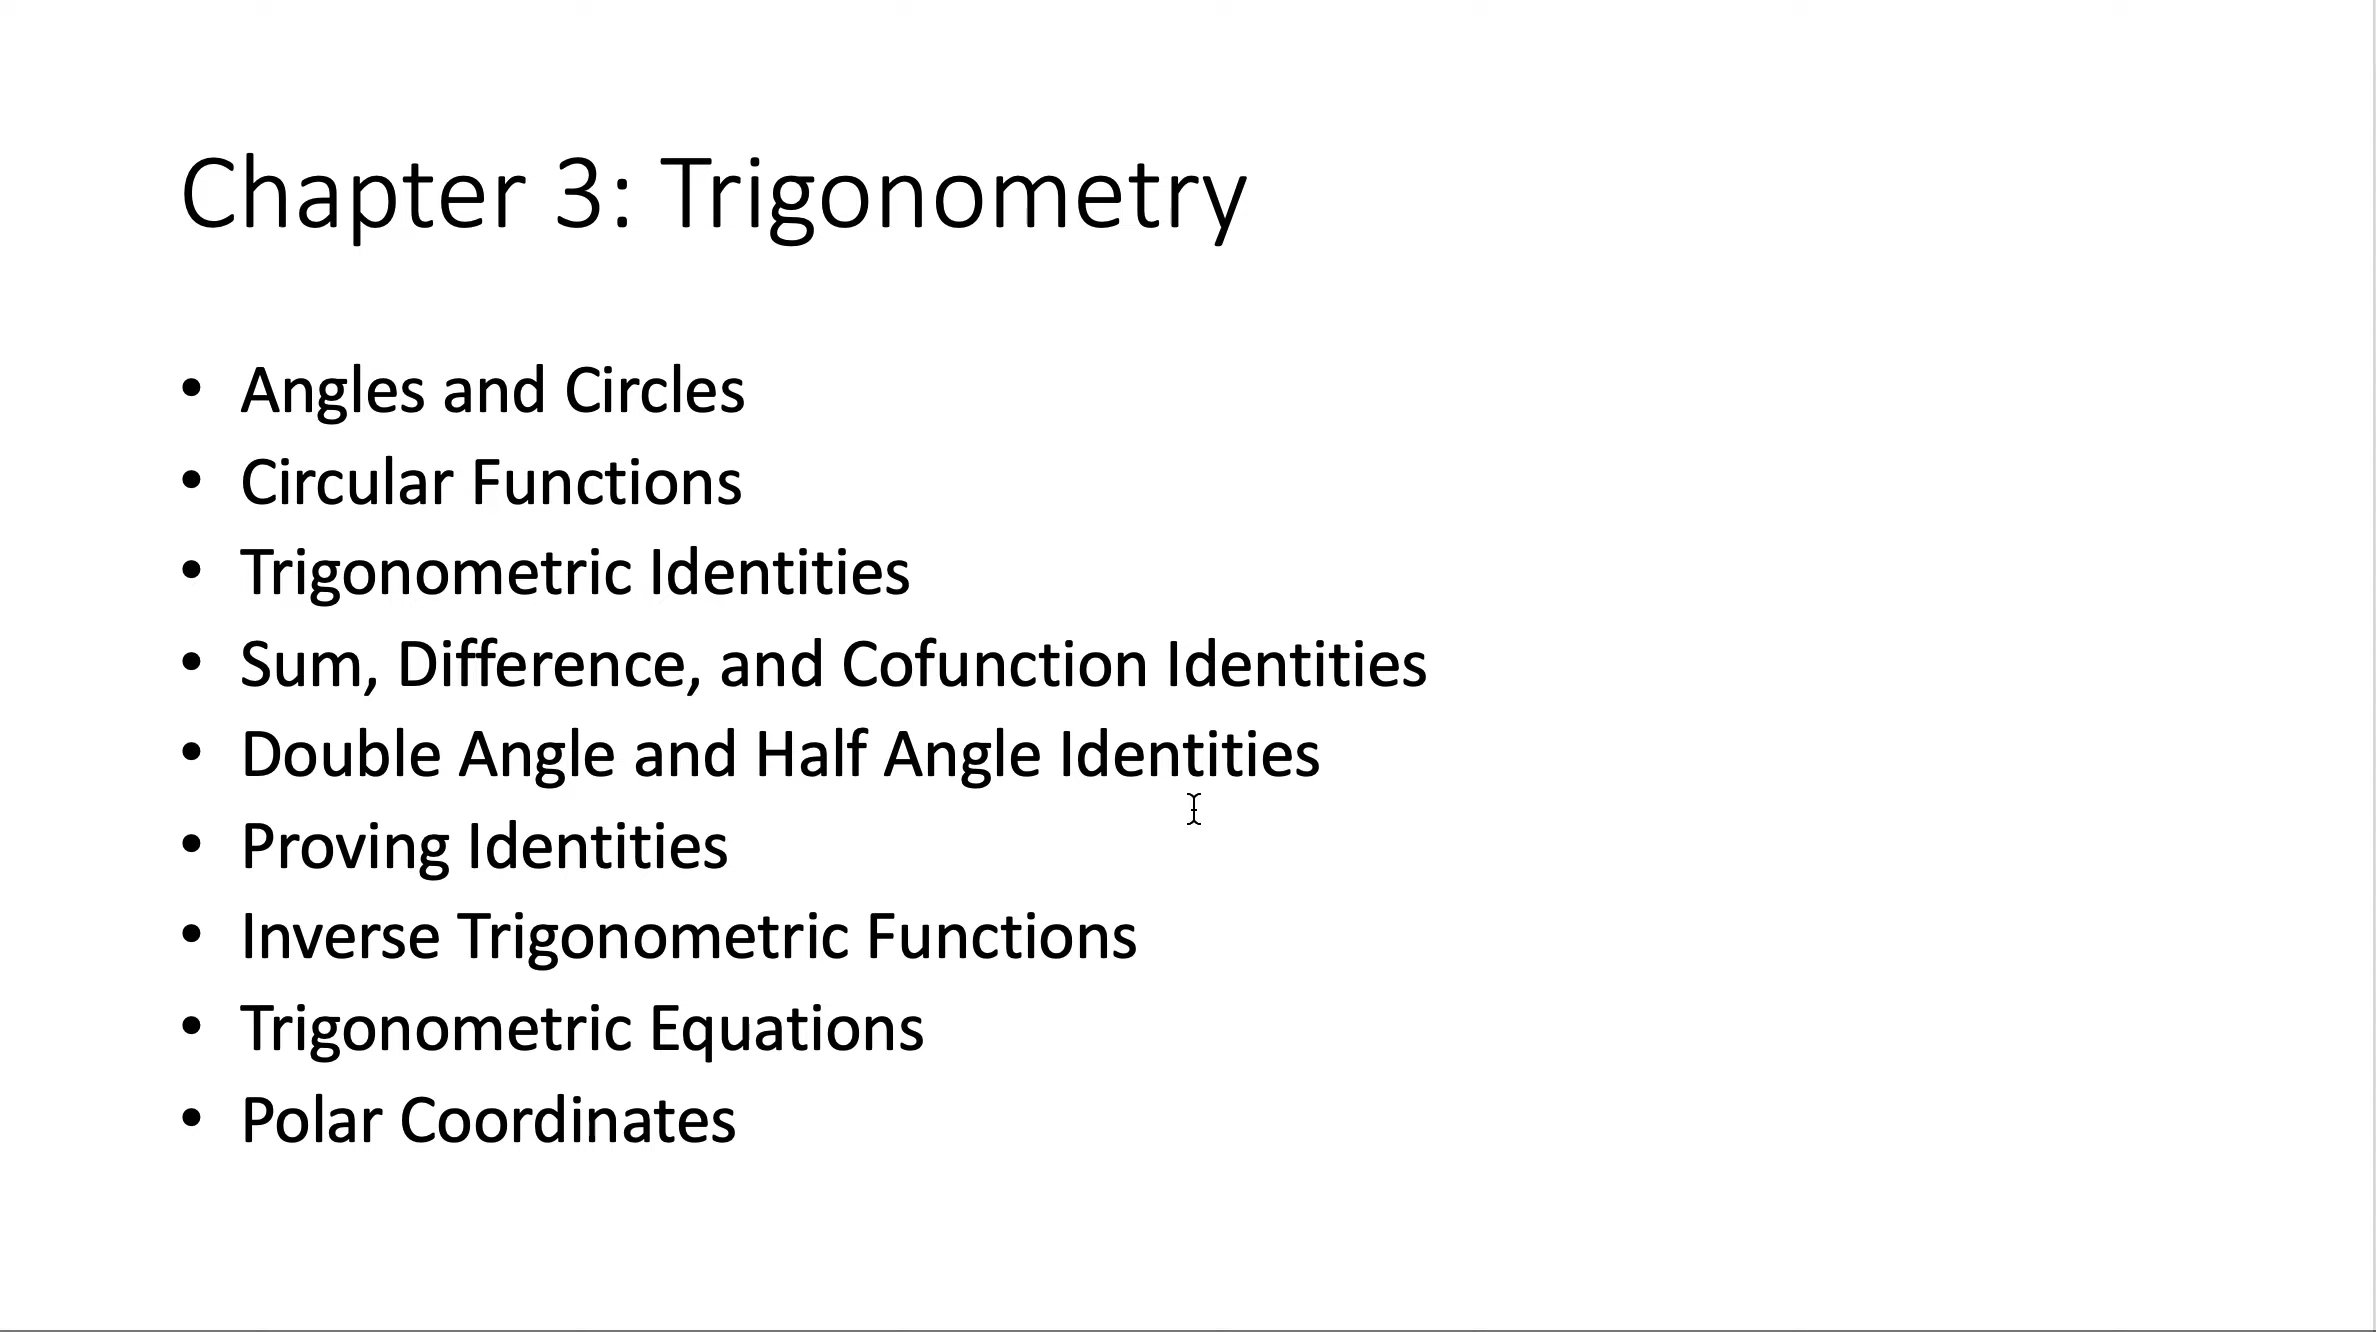 Chapter 3: Trigonometry
• Angles and Circles
• Circular Functions
• Trigonometric Identities
• Sum, Difference, and Cofunction Identities
• Double Angle and Half Angle Identities
• Proving Identities
• Inverse Trigonometric Functions
• Trigonometric Equations
• Polar Coordinates